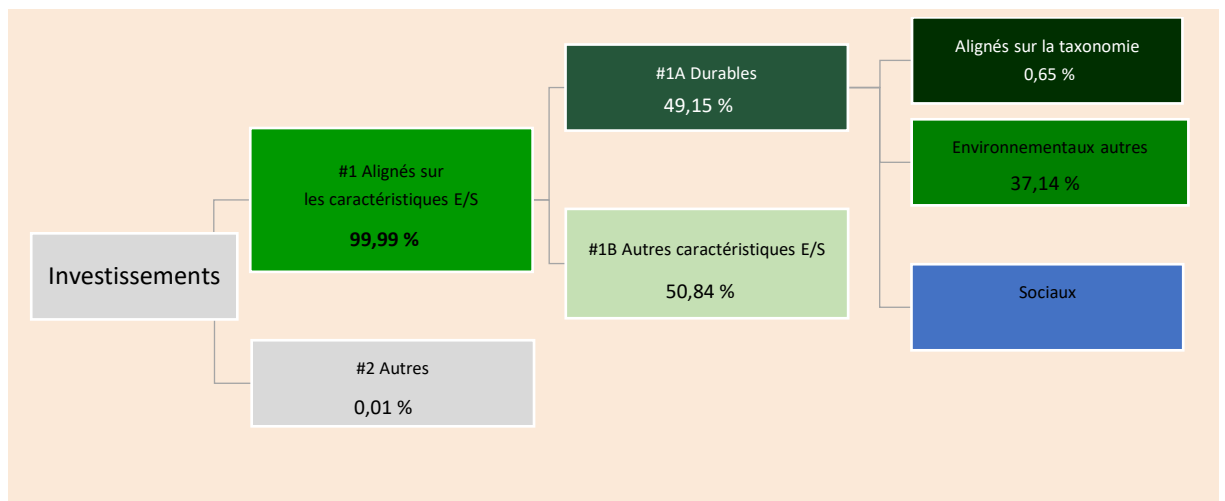 Investissements
#1 Alignés sur
les caractéristiques E/S
99,99 %
#2 Autres
0,01 %
#1A Durables
49,15 %
#1B Autres caractéristiques E/S
50,84 %
Alignés sur la taxonomie
0,65 %
Environnementaux autres
37,14 %
Sociaux